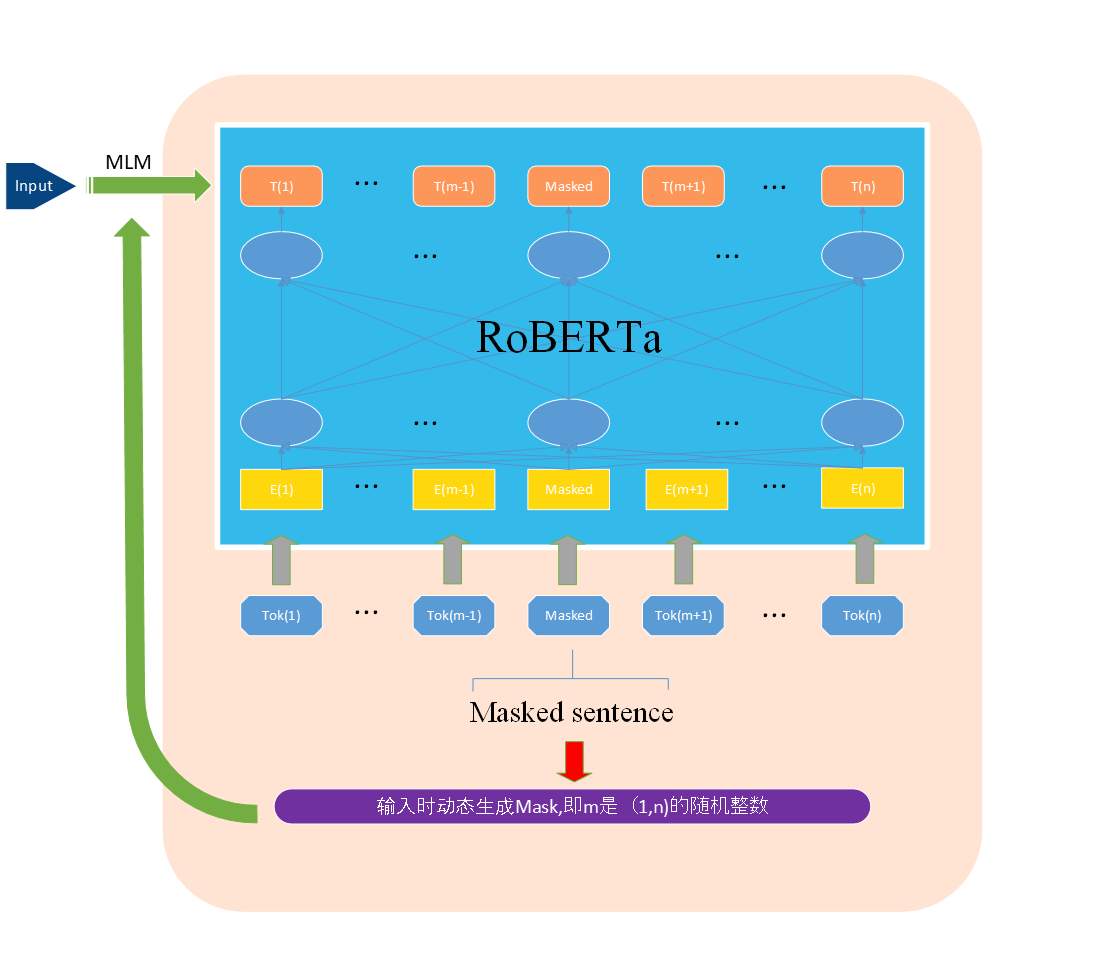 MLM
Input
T(1) ... T(m-1) Masked T(m+1) ... T(n)
... ...
RoBERTa
... ...
E(1) ... E(m-1) Masked E(m+1) ... E(n)
Tok(1) ... Tok(m-1) Masked Tok(m+1) ... Tok(n)
Masked sentence
输入时动态生成Mask,即m是（1,n)的随机整数